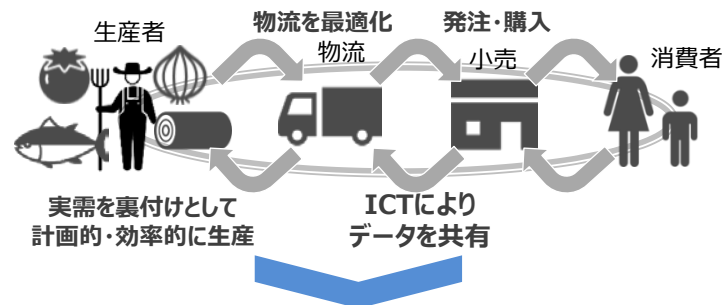 生産者
物流を最適化
物流
発注・購入
小売
消費者
実需を裏付けとして
計画的・効率的に生産
ICTにより
データを共有